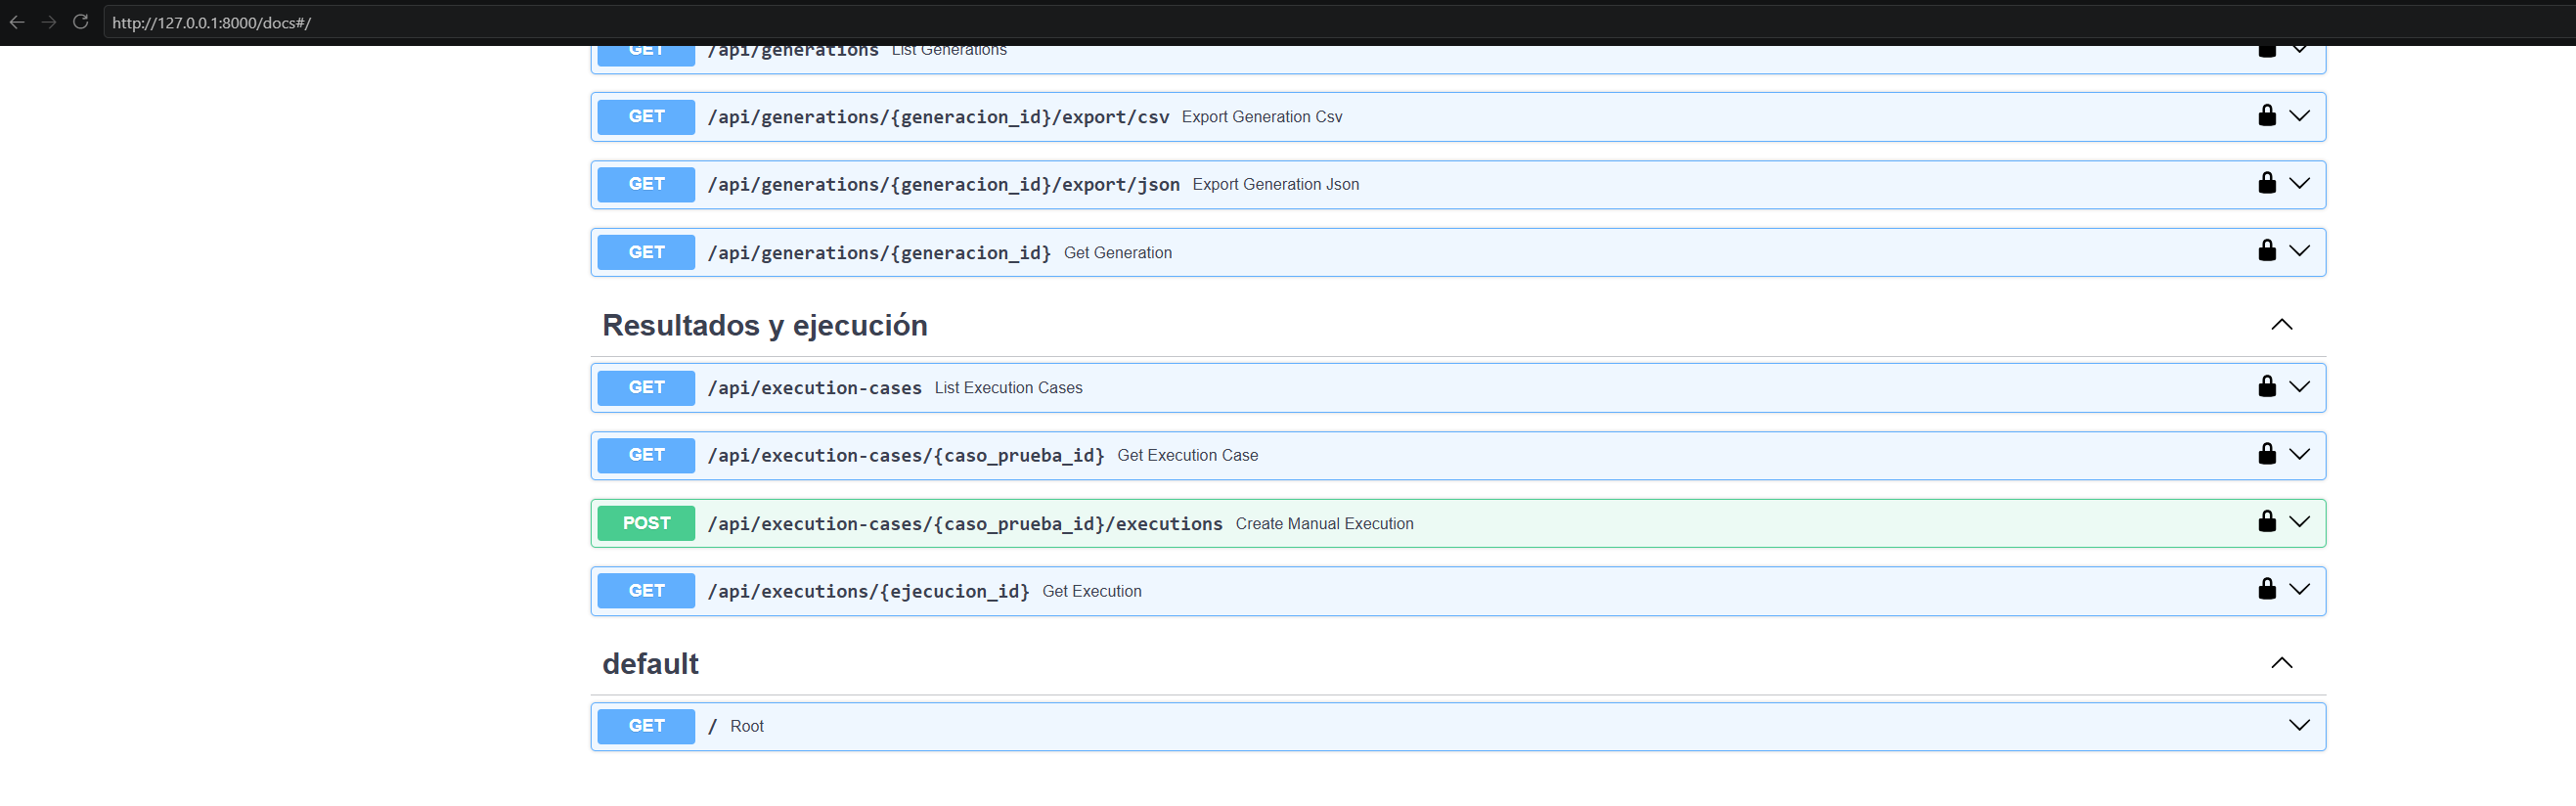 http://127.0.0.1:8000/docs#/
GET /api/generations List Generations
GET /api/generations/{generacion_id}/export/csv Export Generation Csv
GET /api/generations/{generacion_id}/export/json Export Generation Json
GET /api/generations/{generacion_id} Get Generation
Resultados y ejecución
GET /api/execution-cases List Execution Cases
GET /api/execution-cases/{caso_prueba_id} Get Execution Case
POST /api/execution-cases/{caso_prueba_id}/executions Create Manual Execution
GET /api/executions/{ejecucion_id} Get Execution
default
GET / Root